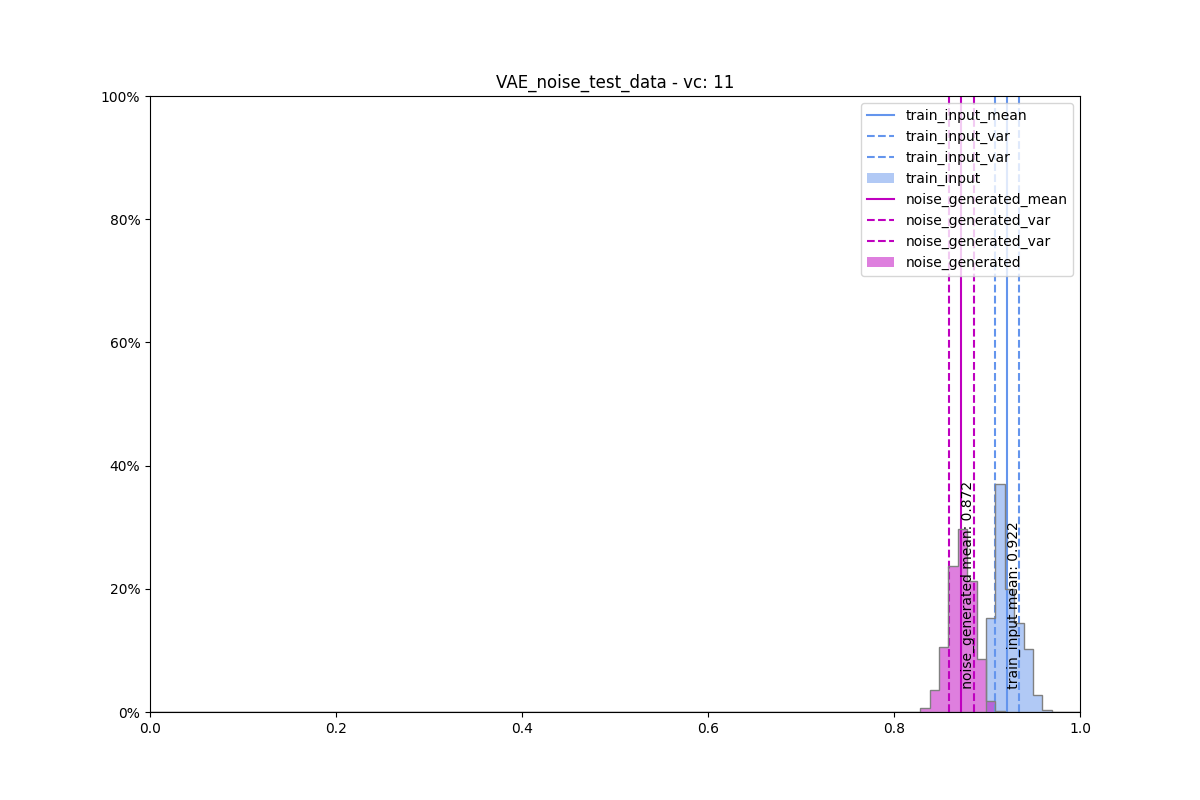 VAE_noise_test_data - vc: 11
100%
80%
60%
40%
20%
0%
0.0
0.2
0.4
0.6
0.8
1.0
train_input_mean
train_input_var
train_input_var
train_input
noise_generated_mean
noise_generated_var
noise_generated_var
noise_generated
noise_generated mean: 0.872
train_input mean: 0.922